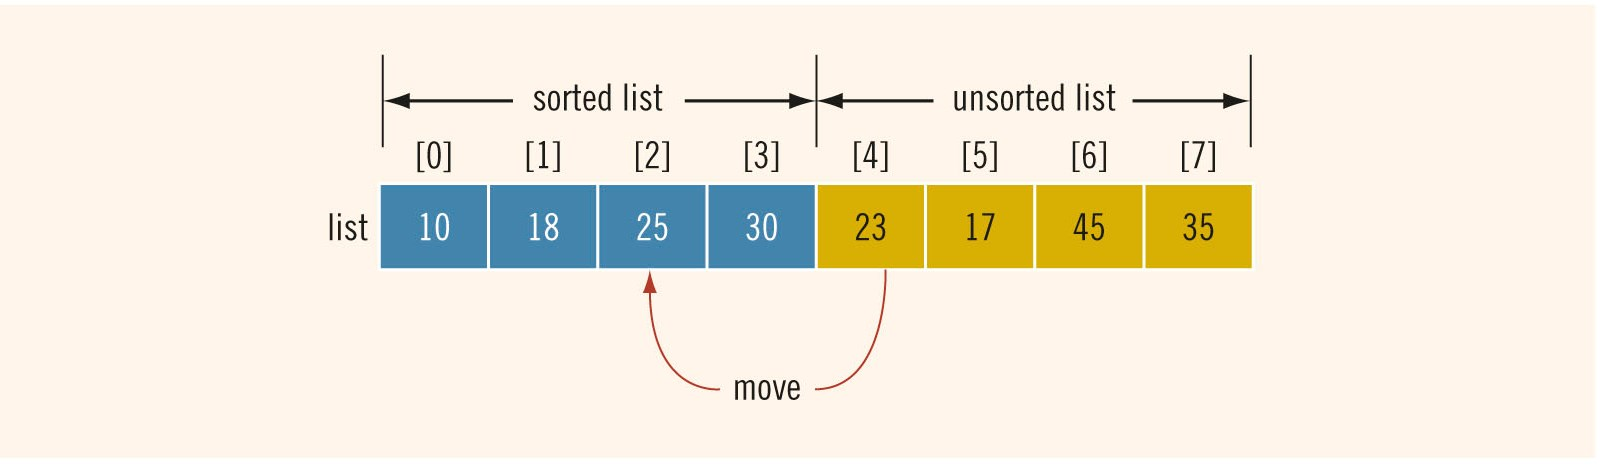 sorted list unsorted list
[0] [1] [2] [3] [4] [5] [6] [7]
list 10 18 25 30 23 17 45 35
move